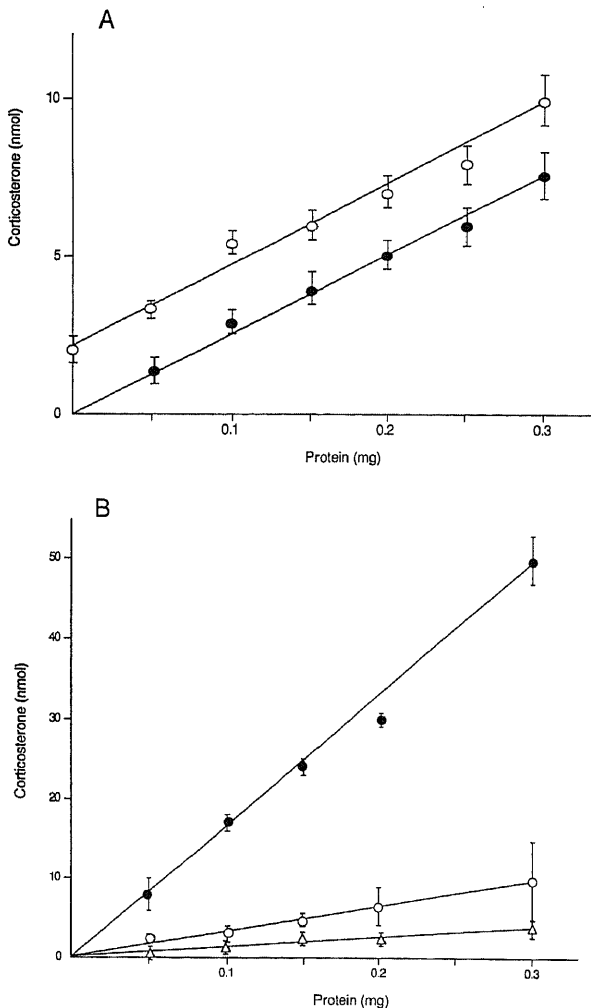 A
Corticosterone (nmol)
10
5
0
0.1
0.2
0.3
Protein (mg)
B
Corticosterone (nmol)
50
40
30
20
10
0
0.1
0.2
0.3
Protein (mg)